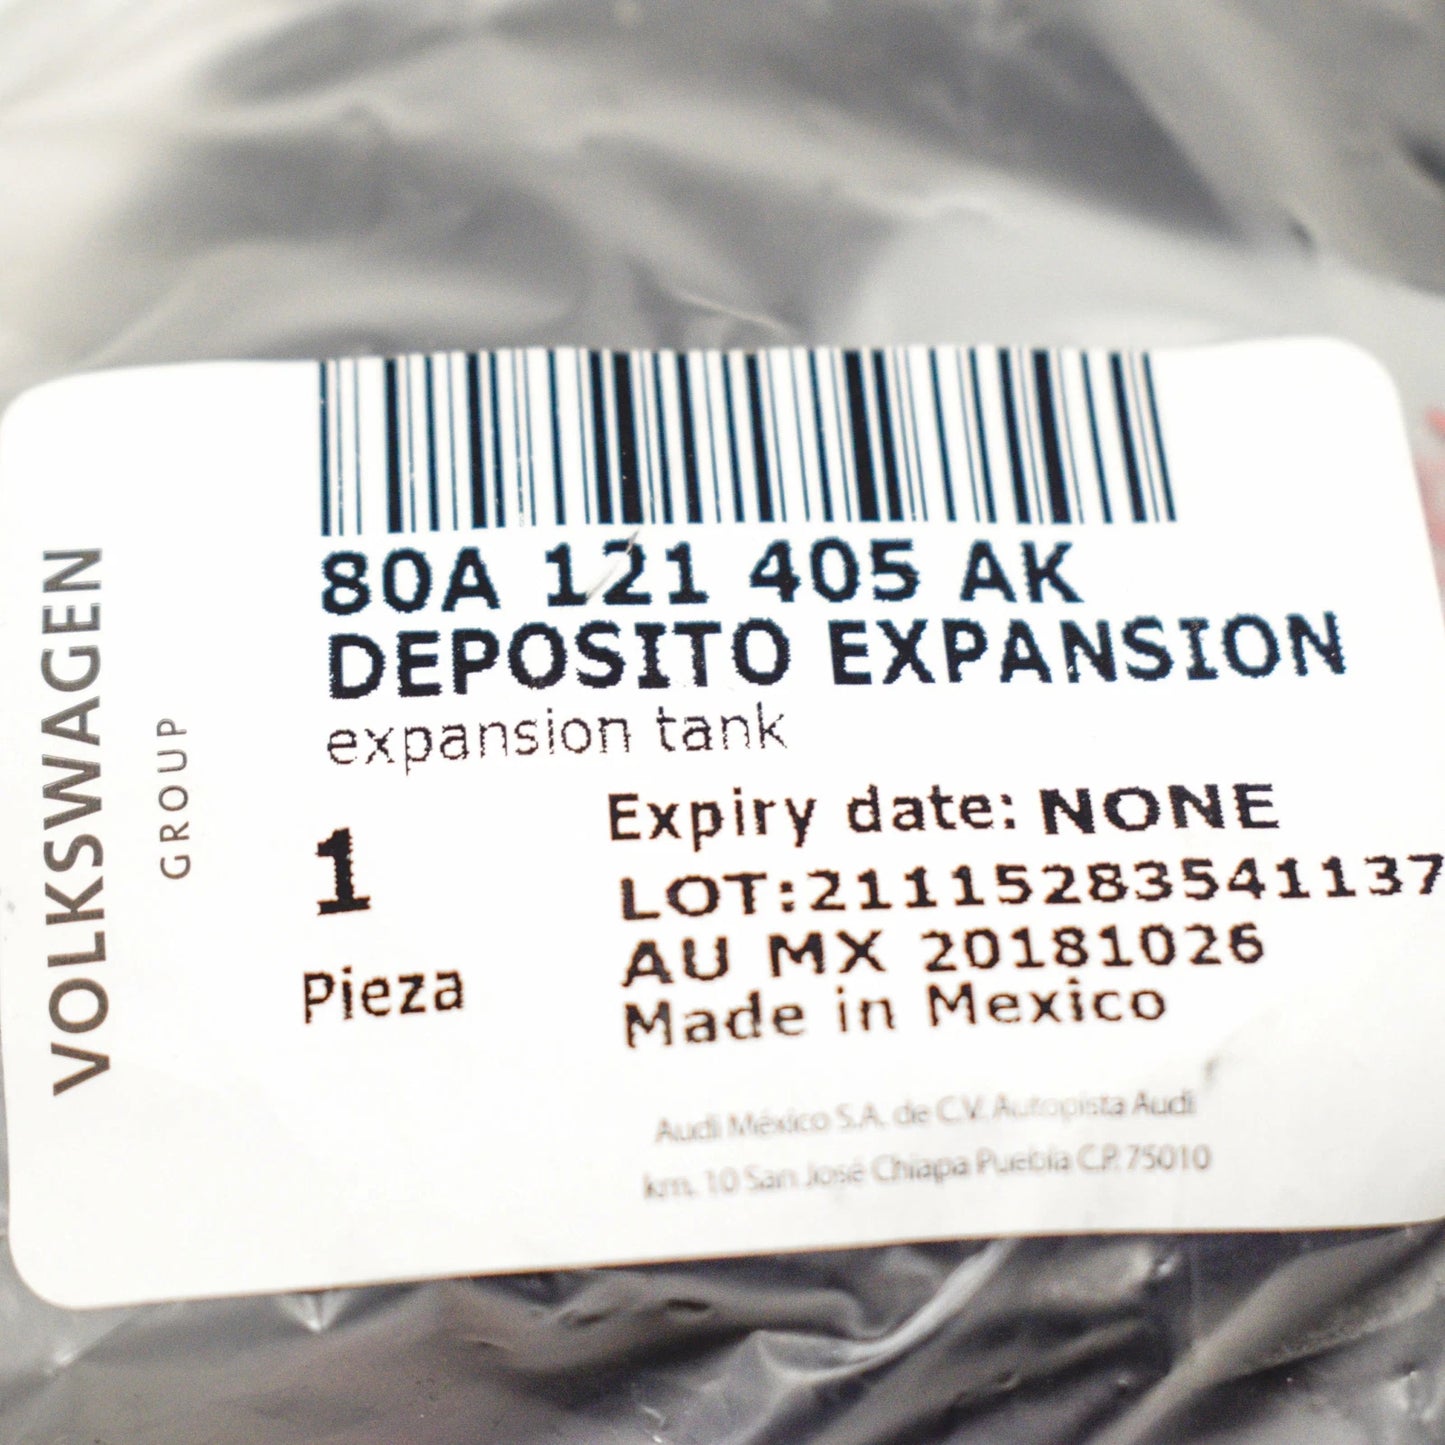 VOLKSWAGEN
GROUP
80A 121 405 AK
DEPOSITO EXPANSION
expansion tank
1
Pieza
Expiry date: NONE
LOT:21115283541137
AU MX 20181026
Made in Mexico
Audi México S.A. de C.V. Autopista Audi
km. 10 San José Chiapa Puebla C.P. 75010